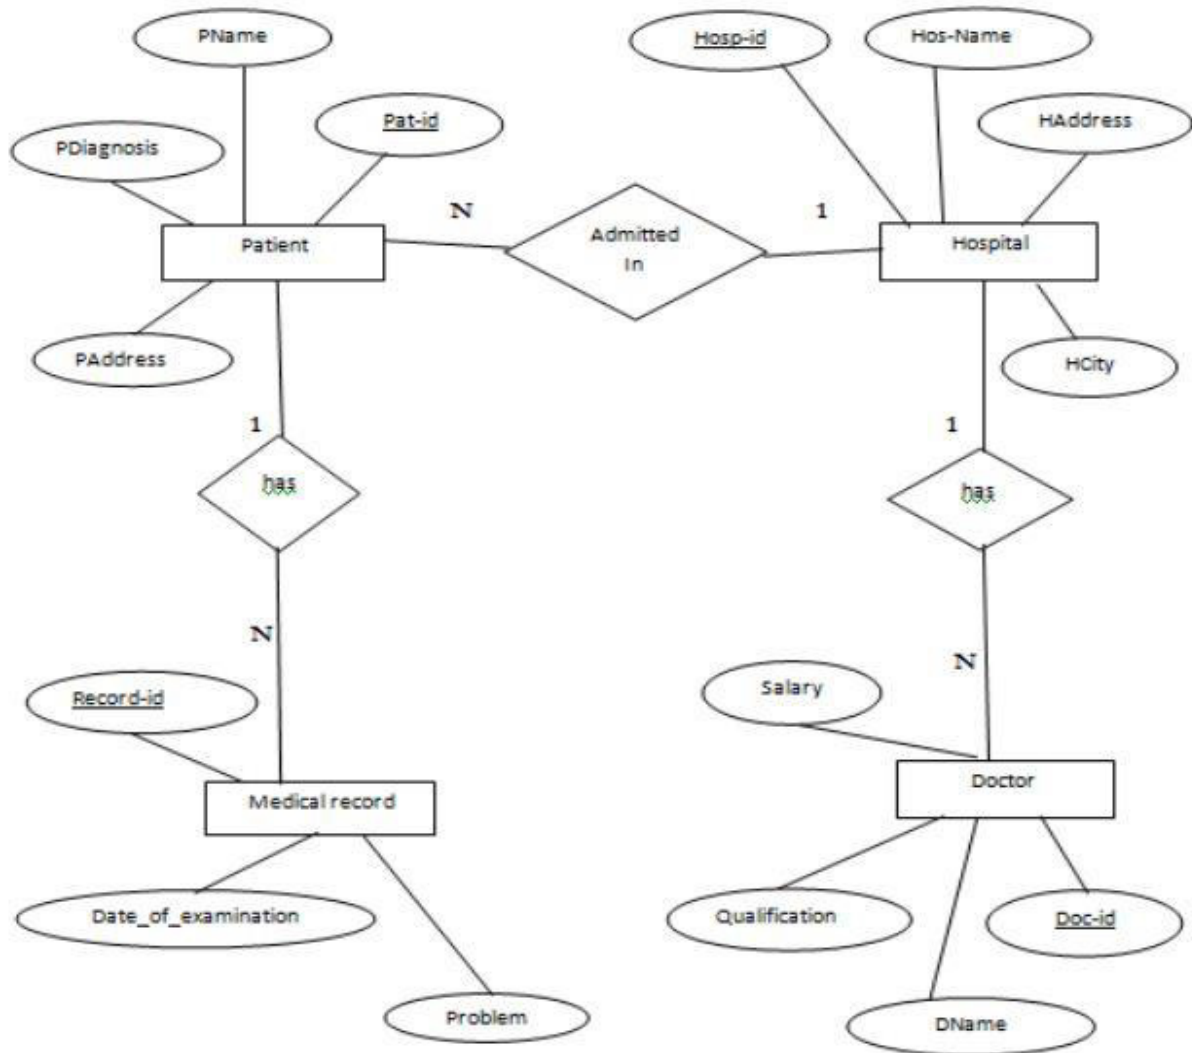 PName
Hosp-id
Hos-Name
Pat-id
HAddress
PDiagnosis
N
Admitted
In
1
Patient
Hospital
PAddress
HCity
1
1
has
has
N
N
Record-id
Salary
Medical record
Doctor
Date_of_examination
Qualification
Doc-id
Problem
DName